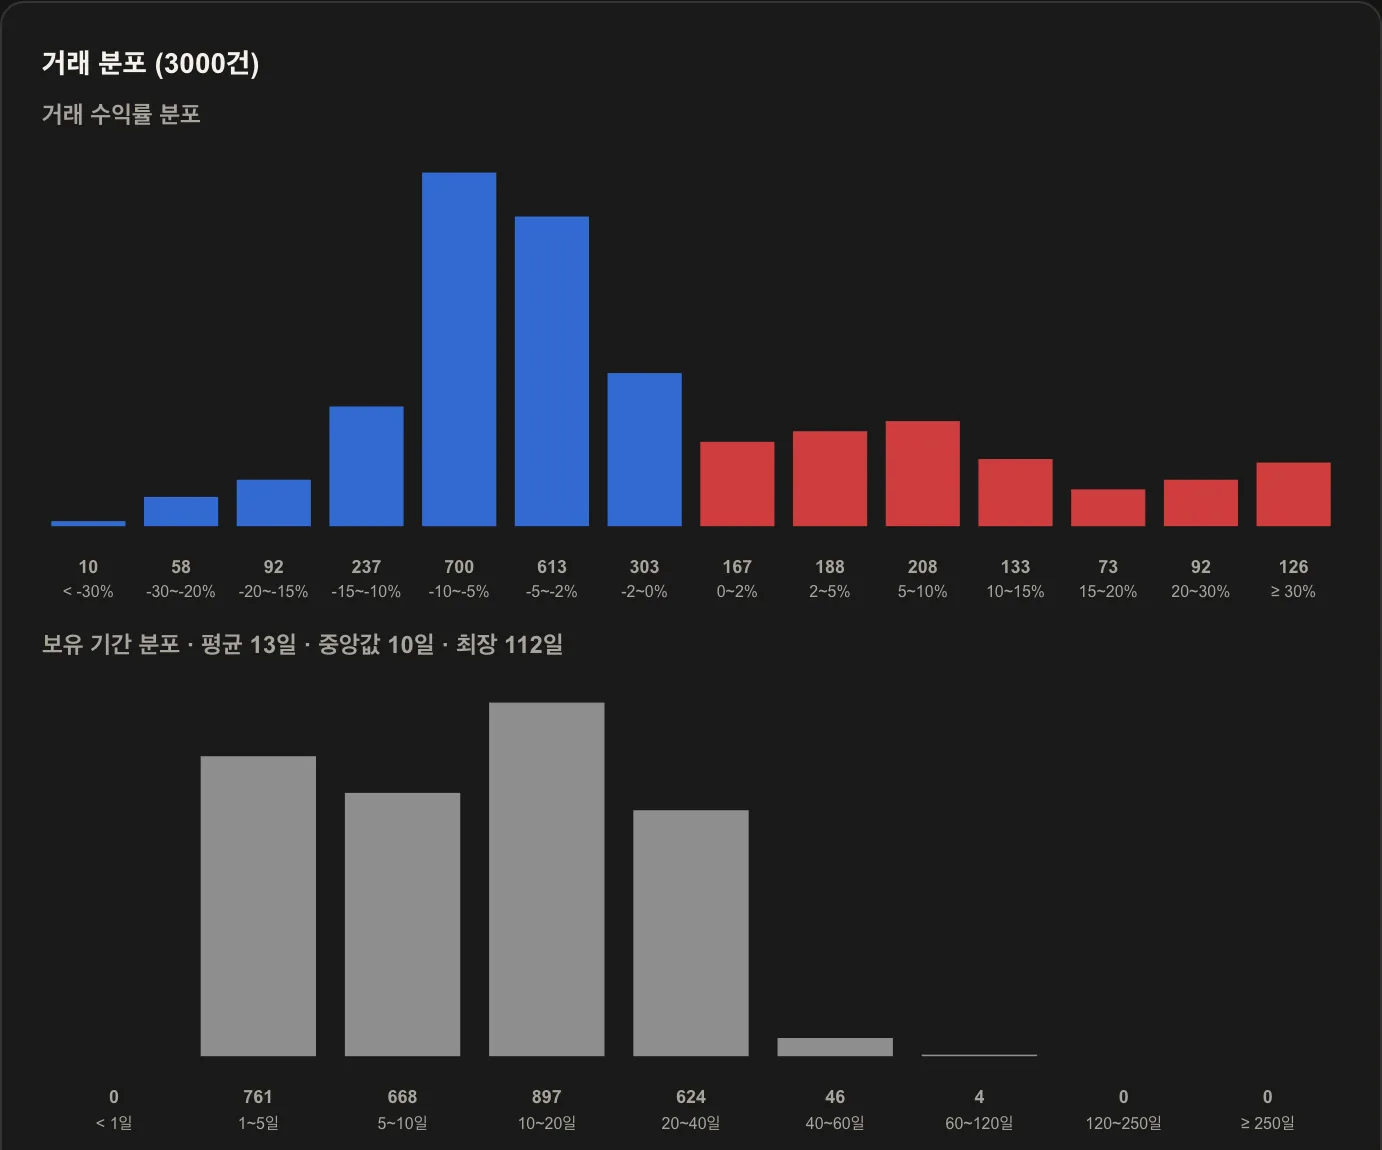 거래 분포 (3000건)
거래 수익률 분포
10 58 92 237 700 613 303 167 188 208 133 73 92 126
< -30% -30~-20% -20~-15% -15~-10% -10~-5% -5~-2% -2~0% 0~2% 2~5% 5~10% 10~15% 15~20% 20~30% ≥ 30%
보유 기간 분포 · 평균 13일 · 중앙값 10일 · 최장 112일
0 761 668 897 624 46 4 0 0
< 1일 1~5일 5~10일 10~20일 20~40일 40~60일 60~120일 120~250일 ≥ 250일